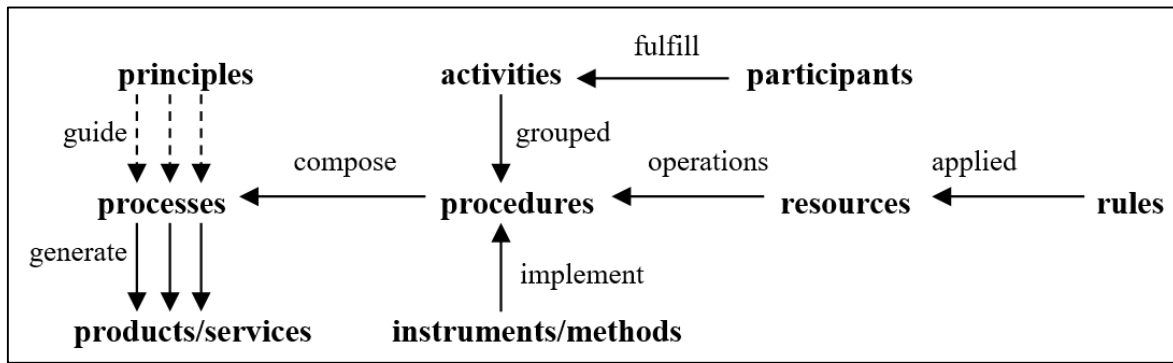 fulfill
principles activities participants
guide grouped
compose operations applied
processes procedures resources rules
generate implement
products/services instruments/methods